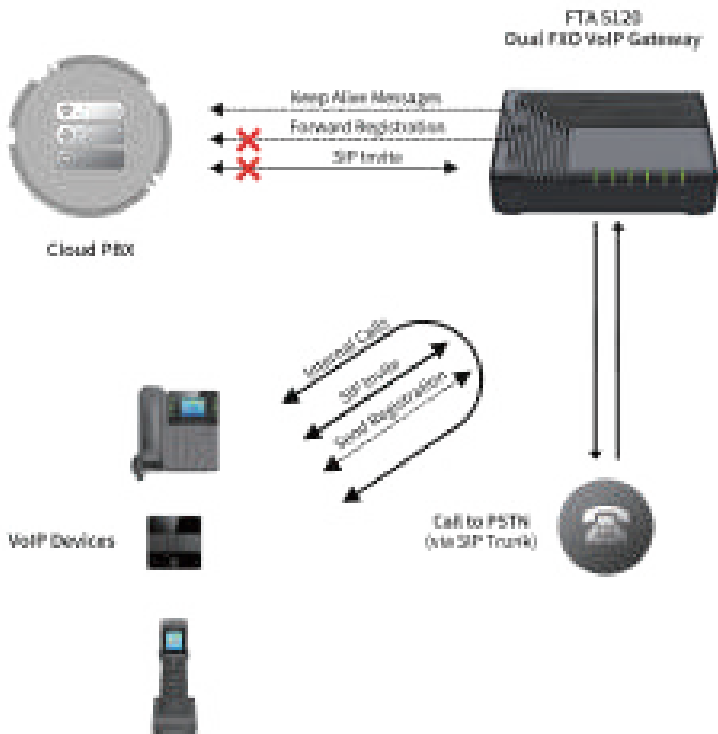 FTA 5120
Dual FXO VoIP Gateway
Keep Alive Messages
Forward Registration
SIP Invite
Cloud PBX
Internal Calls
SIP Invite
Send Registration
VoIP Devices
Call to PSTN
(via SIP Trunk)